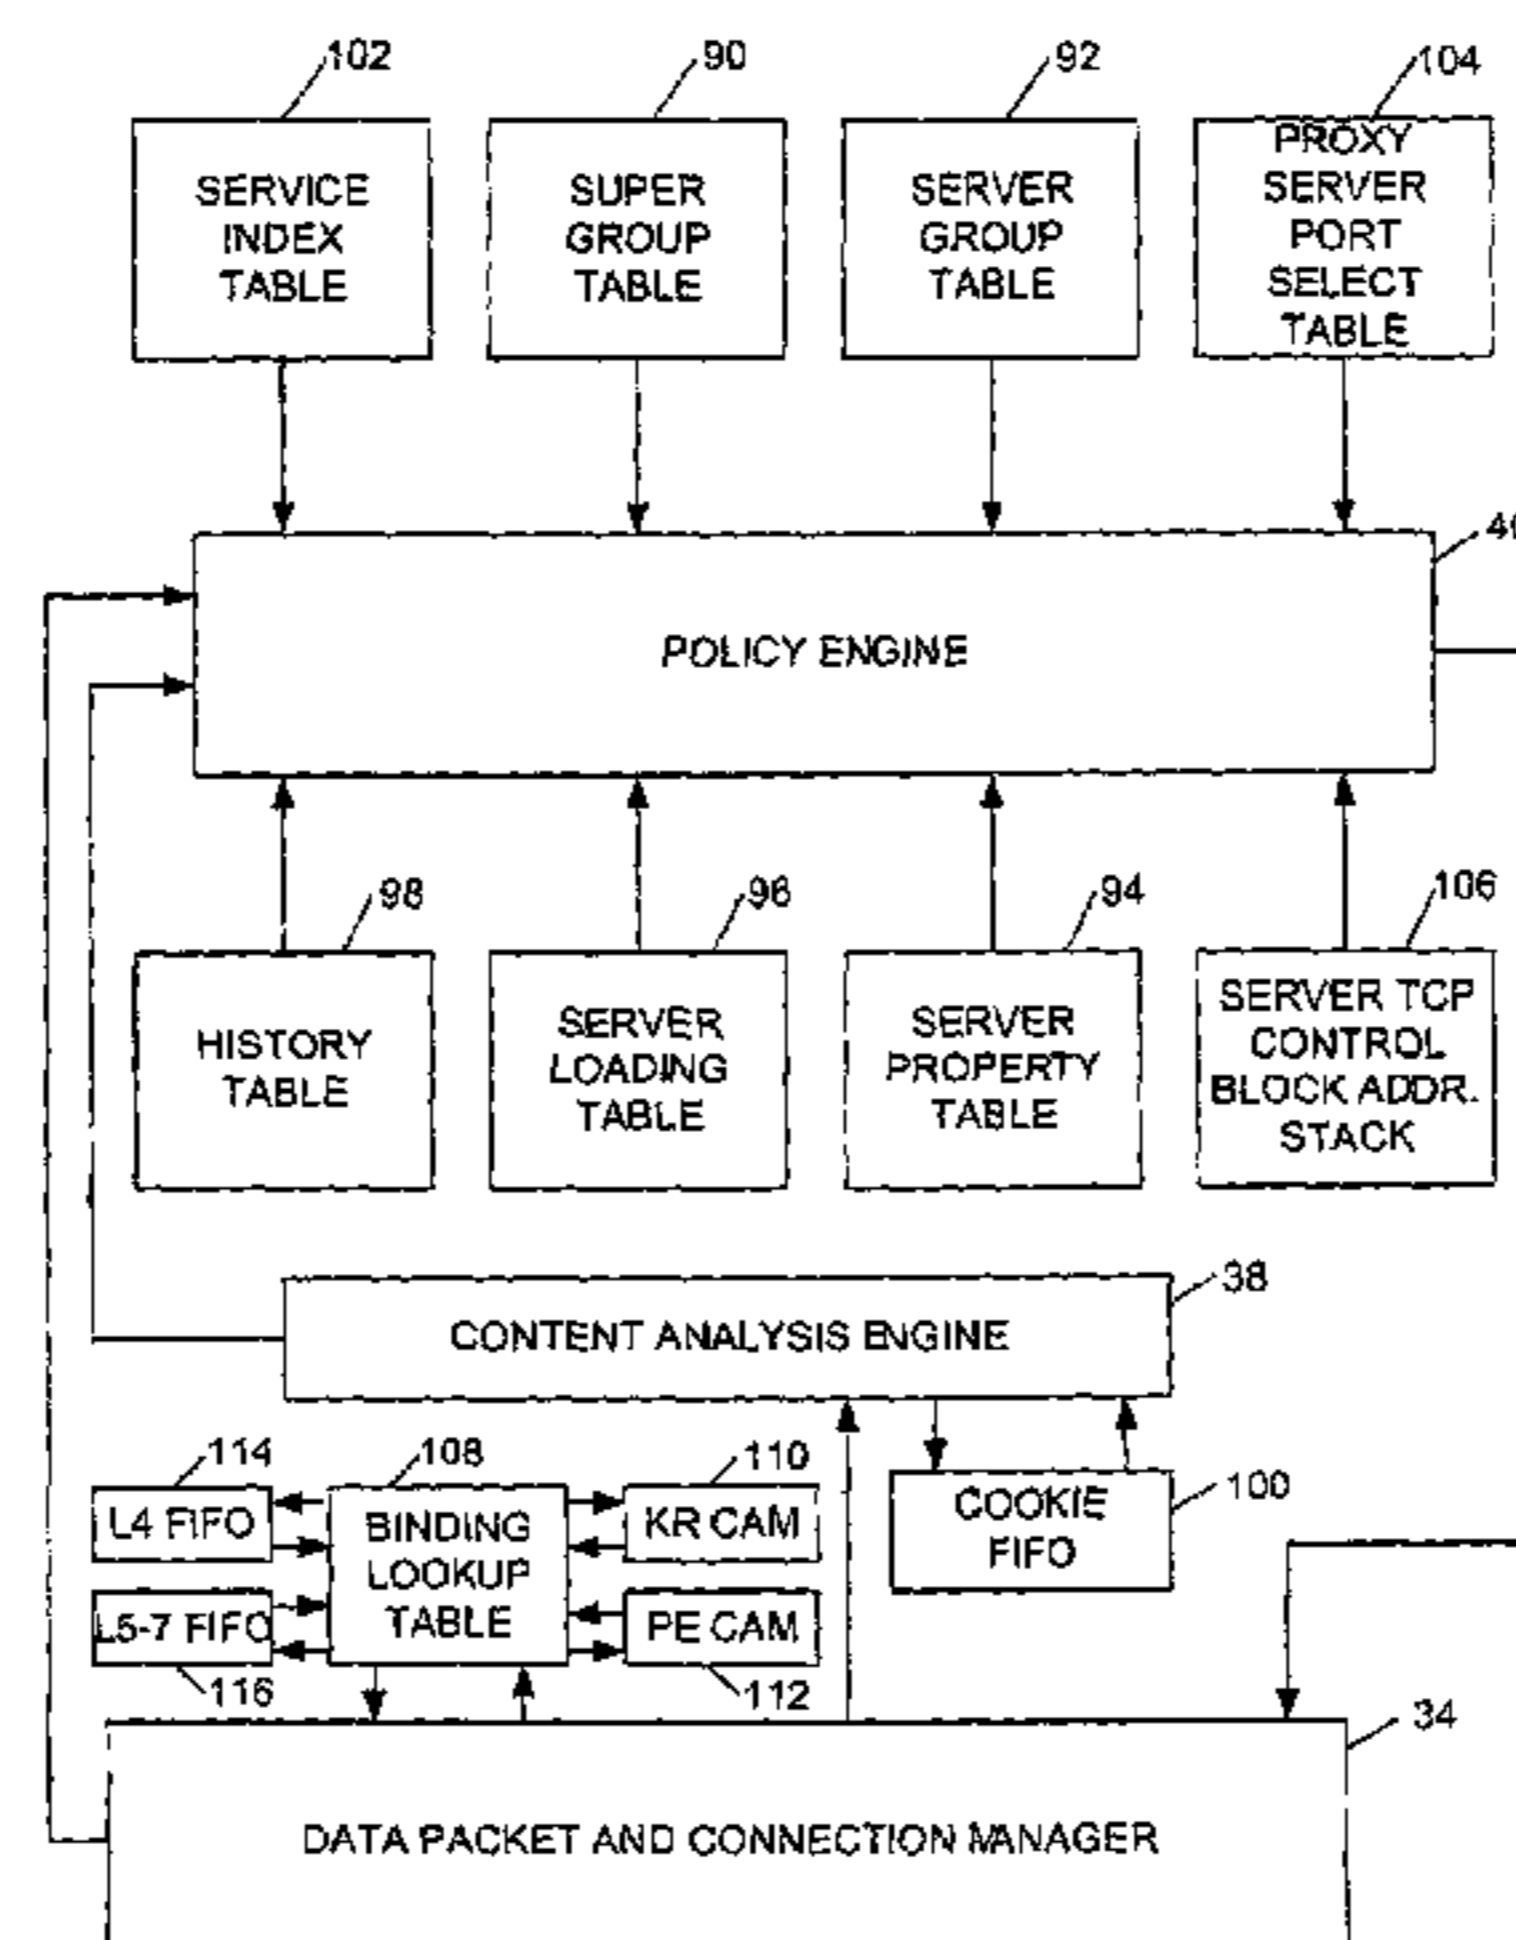 102
90
92
104
SERVICE
INDEX
TABLE
SUPER
GROUP
TABLE
SERVER
GROUP
TABLE
PROXY
SERVER
PORT
SELECT
TABLE
POLICY ENGINE
98
96
94
106
HISTORY
TABLE
SERVER
LOADING
TABLE
SERVER
PROPERTY
TABLE
SERVER TCP
CONTROL
BLOCK ADDR.
STACK
38
CONTENT ANALYSIS ENGINE
114
108
110
100
L4 FIFO
BINDING
LOOKUP
TABLE
KR CAM
COOKIE
FIFO
L5-7 FIFO
PE CAM
116
112
34
DATA PACKET AND CONNECTION MANAGER